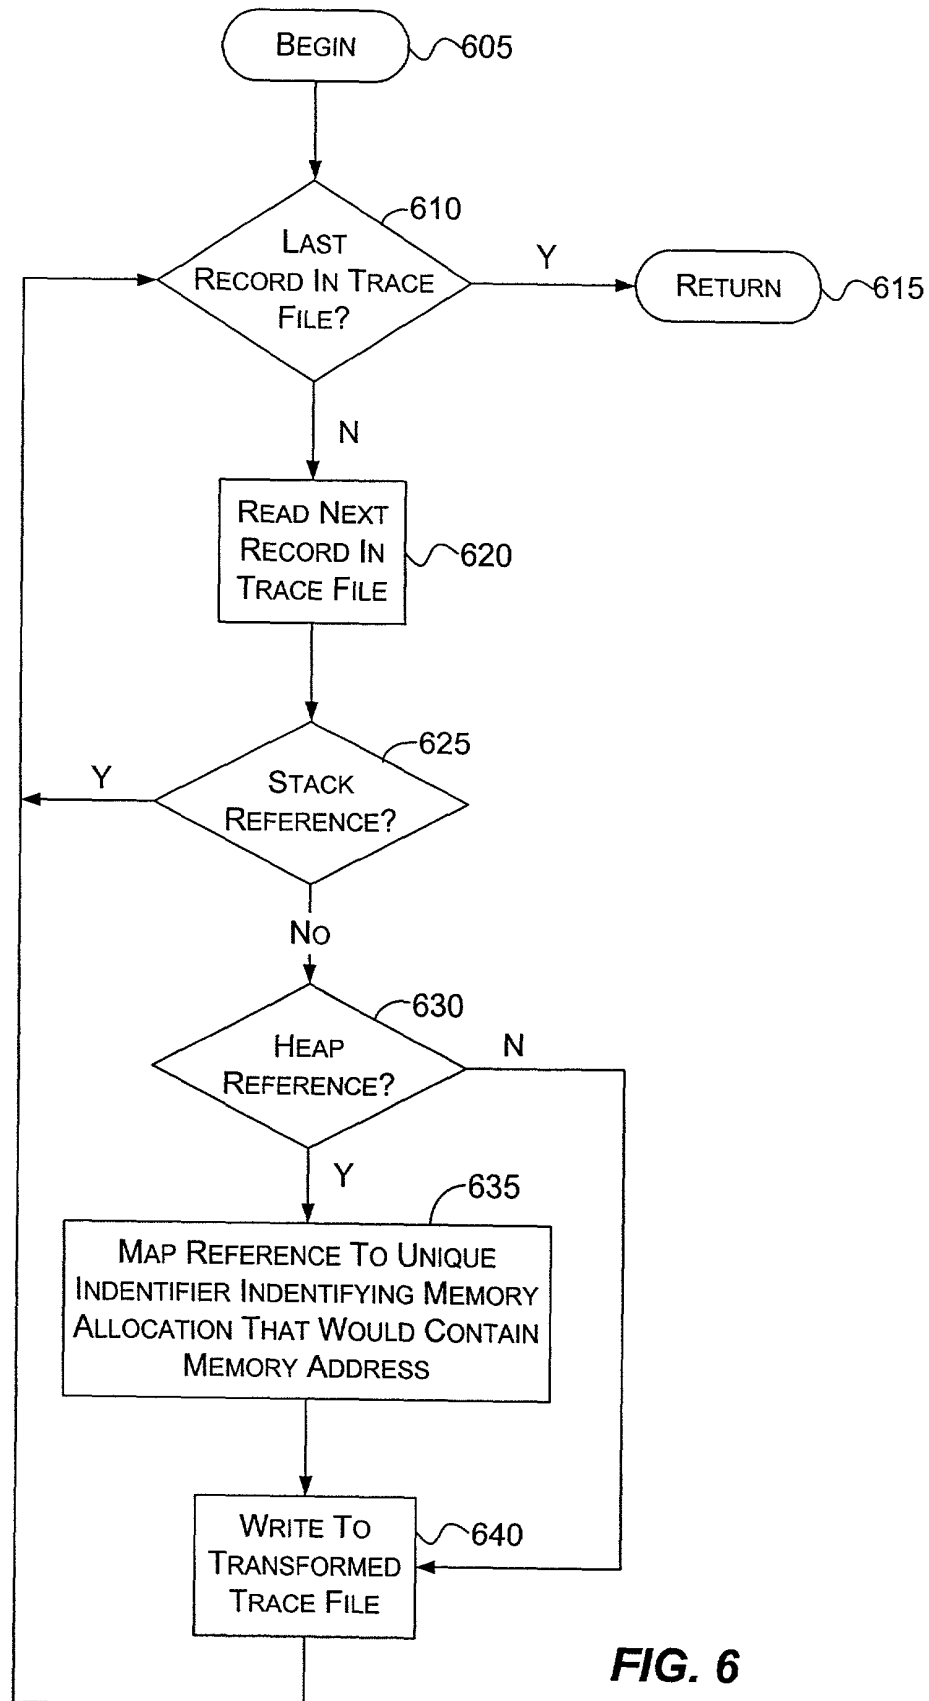 BEGIN
605
610
LAST
RECORD IN TRACE
FILE?
Y
RETURN
615
N
READ NEXT
RECORD IN
TRACE FILE
620
625
STACK
REFERENCE?
Y
NO
630
HEAP
REFERENCE?
N
Y
635
MAP REFERENCE TO UNIQUE
INDENTIFIER INDENTIFYING MEMORY
ALLOCATION THAT WOULD CONTAIN
MEMORY ADDRESS
WRITE TO
TRANSFORMED
TRACE FILE
640
FIG. 6